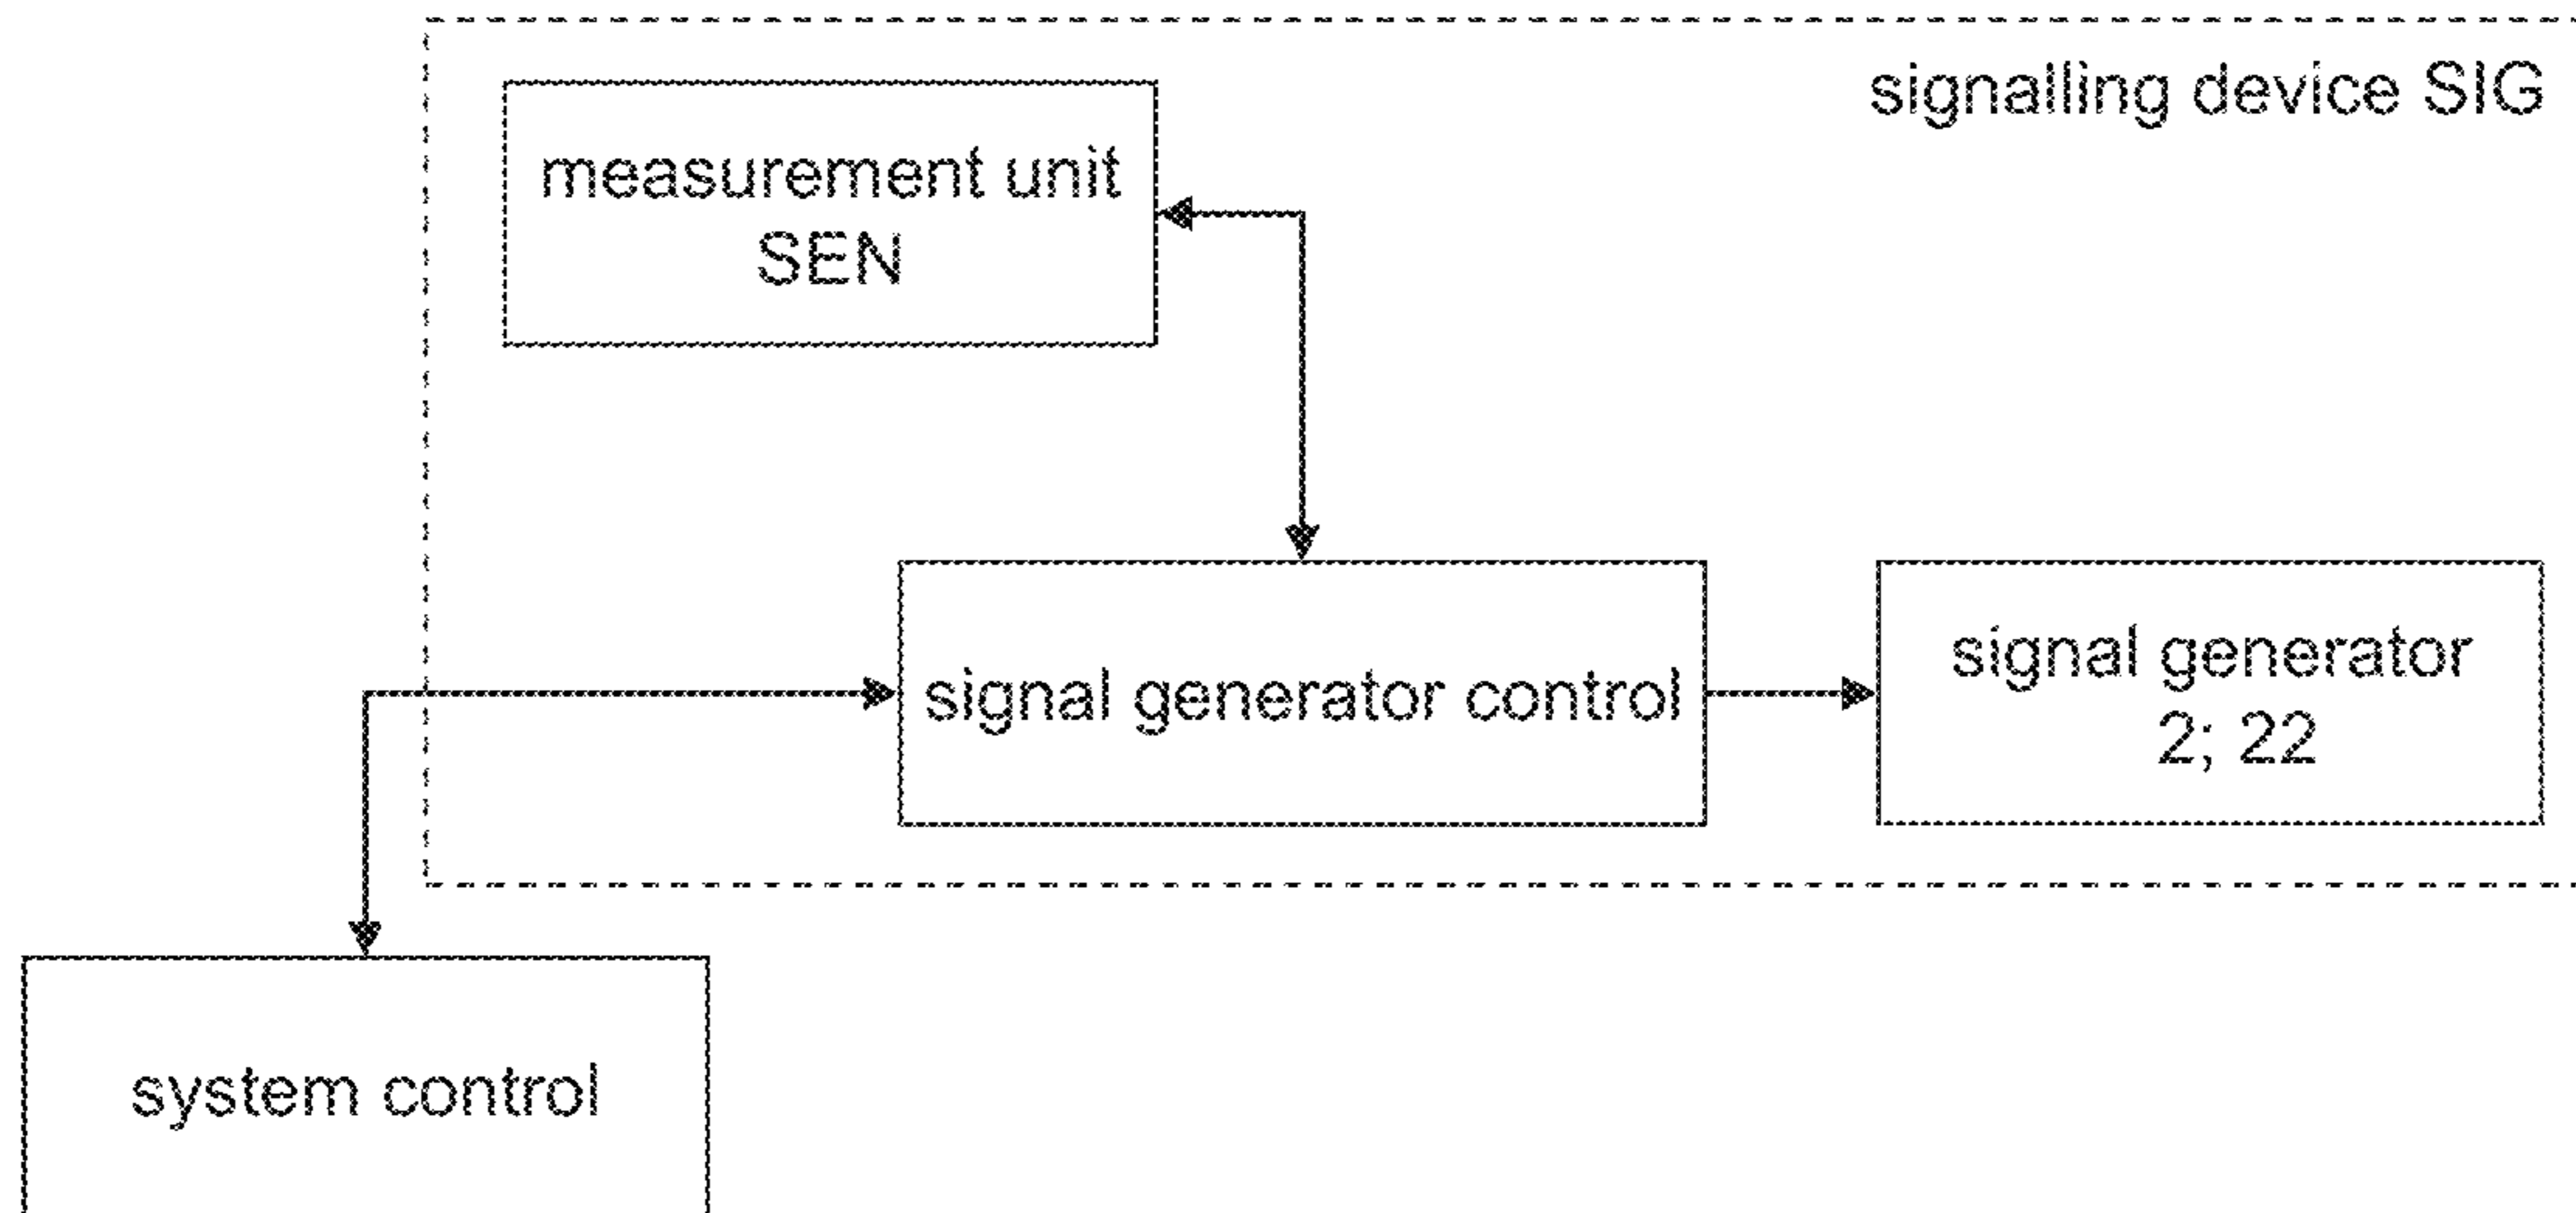 signalling device SIG
measurement unit
SEN
signal generator control
signal generator
2; 22
system control